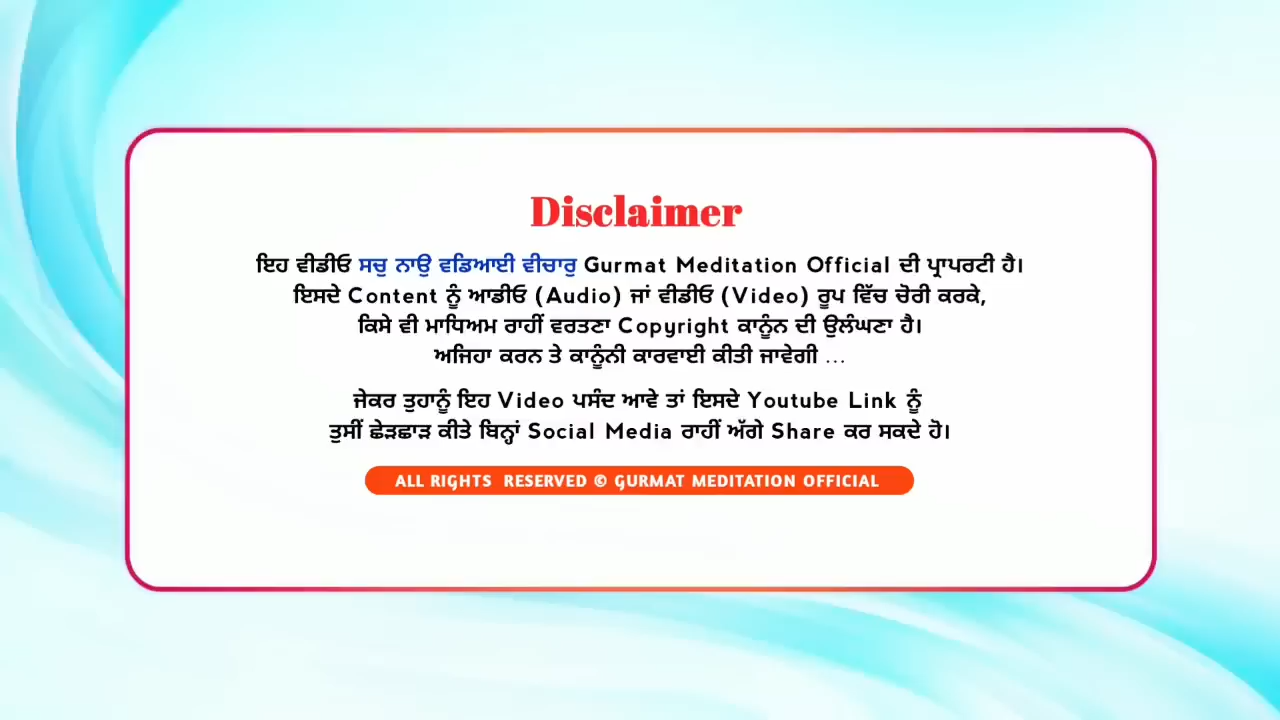 Disclaimer
ਇਹ ਵੀਡੀਓ ਸਚੁ ਨਾਉ ਵਡਿਆਈ ਵੀਚਾਰੁ Gurmat Meditation Official ਦੀ ਪ੍ਰਾਪਰਟੀ ਹੈ।
ਇਸਦੇ Content ਨੂੰ ਆਡੀਓ (Audio) ਜਾਂ ਵੀਡੀਓ (Video) ਰੂਪ ਵਿੱਚ ਚੋਰੀ ਕਰਕੇ,
ਕਿਸੇ ਵੀ ਮਾਧਿਅਮ ਰਾਹੀਂ ਵਰਤਣਾ Copyright ਕਾਨੂੰਨ ਦੀ ਉਲੰਘਣਾ ਹੈ।
ਅਜਿਹਾ ਕਰਨ ਤੇ ਕਾਨੂੰਨੀ ਕਾਰਵਾਈ ਕੀਤੀ ਜਾਵੇਗੀ ...
ਜੇਕਰ ਤੁਹਾਨੂੰ ਇਹ Video ਪਸੰਦ ਆਵੇ ਤਾਂ ਇਸਦੇ Youtube Link ਨੂੰ
ਤੁਸੀਂ ਛੇੜਛਾੜ ਕੀਤੇ ਬਿਨ੍ਹਾਂ Social Media ਰਾਹੀਂ ਅੱਗੇ Share ਕਰ ਸਕਦੇ ਹੋ।
ALL RIGHTS RESERVED © GURMAT MEDITATION OFFICIAL